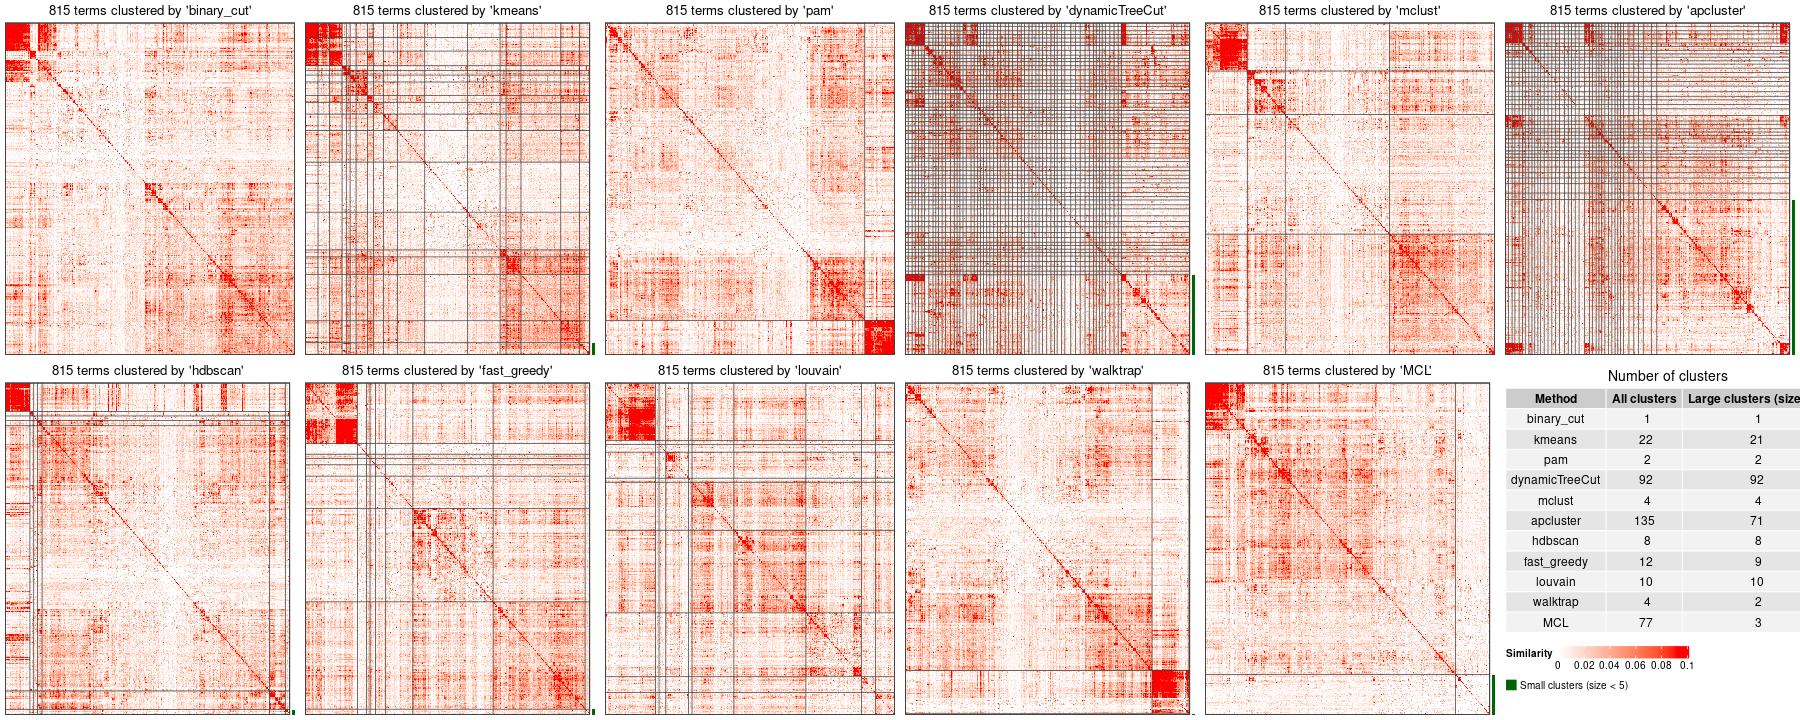 815 terms clustered by 'binary_cut'
815 terms clustered by 'kmeans'
815 terms clustered by 'pam'
815 terms clustered by 'dynamicTreeCut'
815 terms clustered by 'mclust'
815 terms clustered by 'apcluster'
815 terms clustered by 'hdbscan'
815 terms clustered by 'fast_greedy'
815 terms clustered by 'louvain'
815 terms clustered by 'walktrap'
815 terms clustered by 'MCL'
Number of clusters
Method All clusters Large clusters (size
binary_cut 1 1
kmeans 22 21
pam 2 2
dynamicTreeCut 92 92
mclust 4 4
apcluster 135 71
hdbscan 8 8
fast_greedy 12 9
louvain 10 10
walktrap 4 2
MCL 77 3
Similarity
0 0.02 0.04 0.06 0.08 0.1
Small clusters (size < 5)